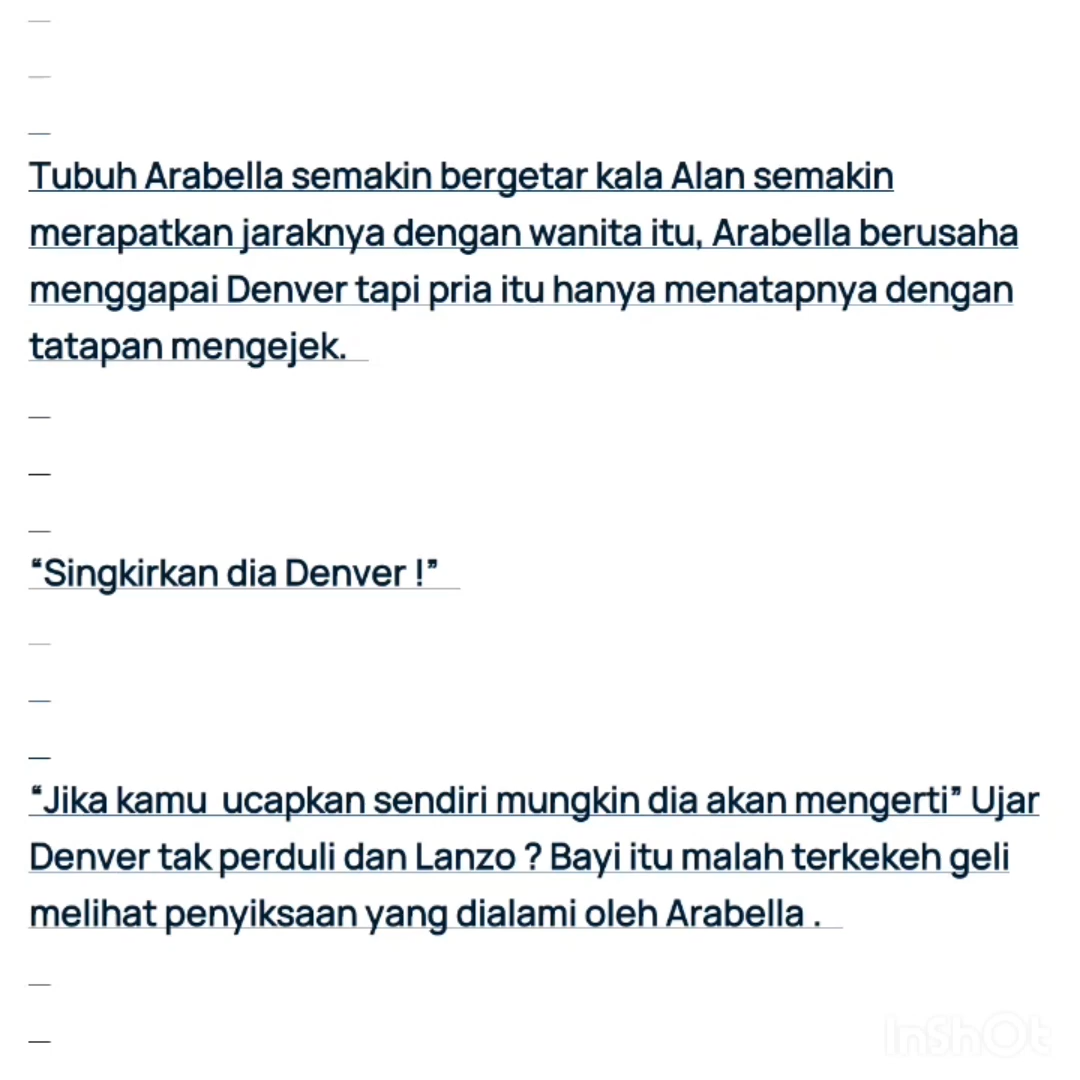 Tubuh Arabella semakin bergetar kala Alan semakin
merapatkan jaraknya dengan wanita itu, Arabella berusaha
menggapai Denver tapi pria itu hanya menatapnya dengan
tatapan mengejek.
“Singkirkan dia Denver !”
“Jika kamu  ucapkan sendiri mungkin dia akan mengerti” Ujar
Denver tak perduli dan Lanzo ? Bayi itu malah terkekeh geli
melihat penyiksaan yang dialami oleh Arabella .
InShOt